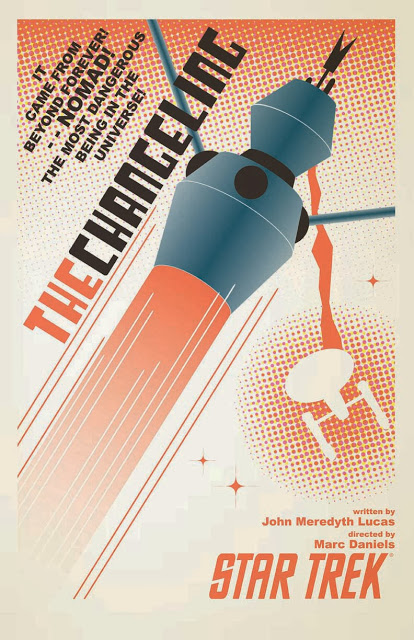 IT
CAME FROM
BEYOND FOREVER!
- - NOMAD!
THE MOST DANGEROUS
BEING IN THE
UNIVERSE!
THE CHANGELING
written by
John Meredyth Lucas
directed by
Marc Daniels
STAR TREK®